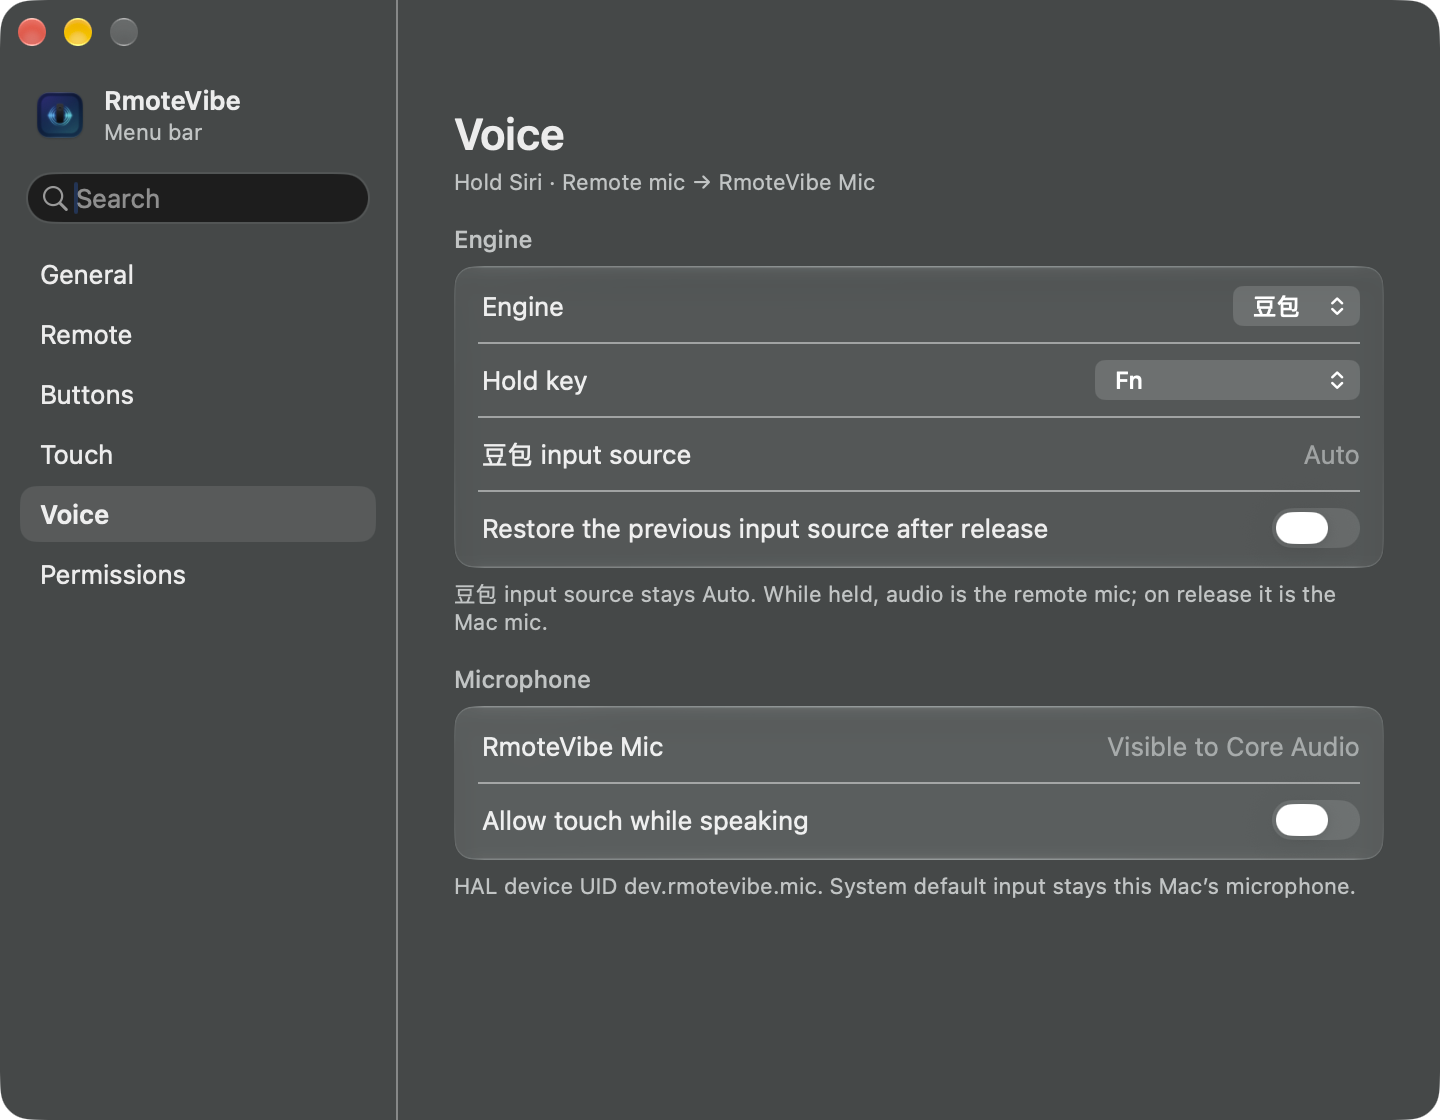 RmoteVibe
Menu bar
Search
General
Remote
Buttons
Touch
Voice
Permissions
Voice
Hold Siri · Remote mic → RmoteVibe Mic
Engine
Engine
豆包
Hold key
Fn
豆包 input source
Auto
Restore the previous input source after release
豆包 input source stays Auto. While held, audio is the remote mic; on release it is the
Mac mic.
Microphone
RmoteVibe Mic
Visible to Core Audio
Allow touch while speaking
HAL device UID dev.rmotevibe.mic. System default input stays this Mac’s microphone.